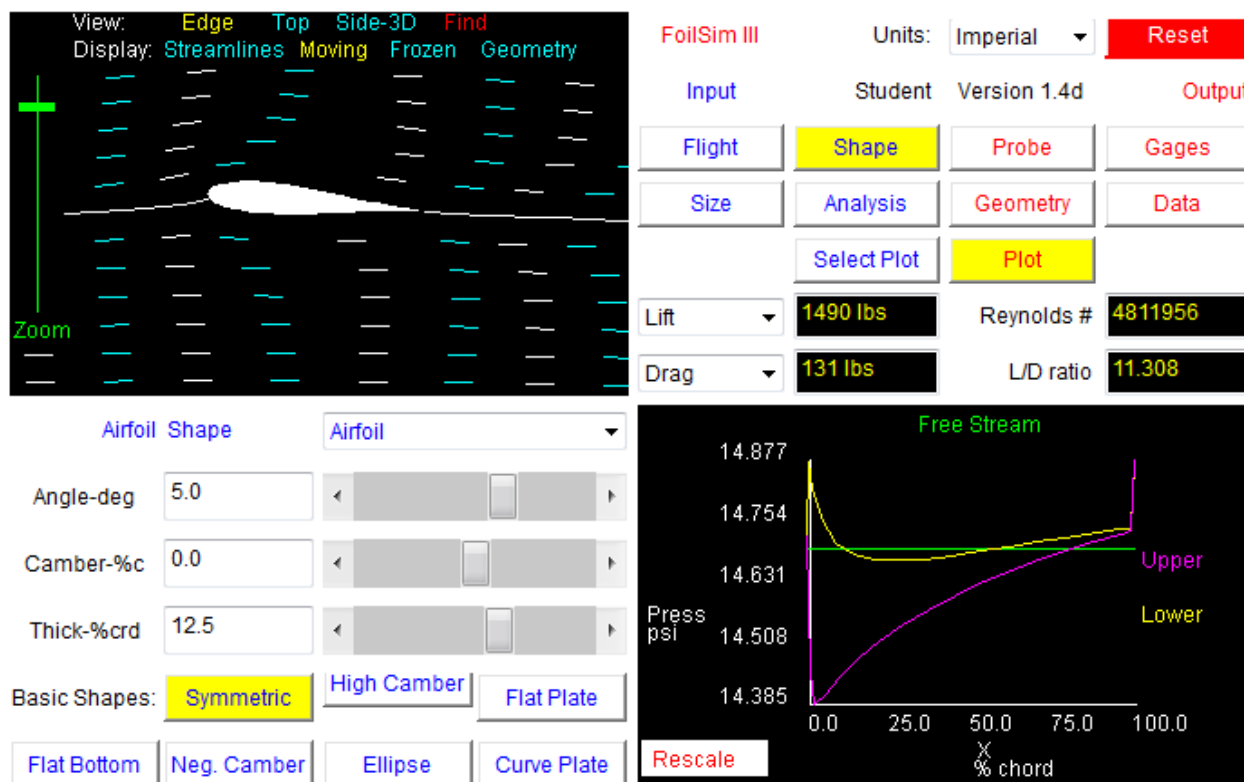 View: Edge Top Side-3D Find
Display: Streamlines Moving Frozen Geometry
Zoom
FoilSim III Units: Imperial Reset
Input Student Version 1.4d Output
Flight Shape Probe Gages
Size Analysis Geometry Data
Select Plot Plot
Lift 1490 lbs Reynolds # 4811956
Drag 131 lbs L/D ratio 11.308
Airfoil Shape Airfoil
Angle-deg 5.0
Camber-%c 0.0
Thick-%crd 12.5
Basic Shapes: Symmetric High Camber Flat Plate
Flat Bottom Neg. Camber Ellipse Curve Plate
Free Stream
14.877
14.754
14.631
Upper
Press
psi
14.508
Lower
14.385
0.0 25.0 50.0 75.0 100.0
X
% chord
Rescale